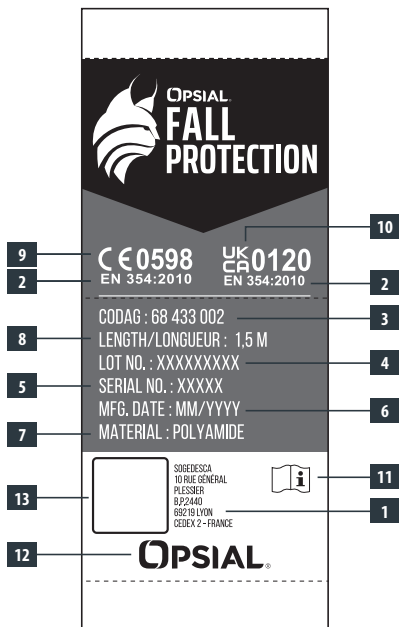 OPSIAL
FALL
PROTECTION
10
9
CE 0598
UK CA 0120
2
EN 354:2010
EN 354:2010
2
CODAG : 68 433 002
3
8
LENGTH/LONGUEUR : 1,5 M
LOT NO. : XXXXXXXXX
4
5
SERIAL NO. : XXXXX
MFG. DATE : MM/YYYY
6
7
MATERIAL : POLYAMIDE
SOGEDESCA
10 RUE GÉNÉRAL
PLESSIER
B,P,2440
69219 LYON
CEDEX 2 - FRANCE
i
11
1
13
12
OPSIAL®